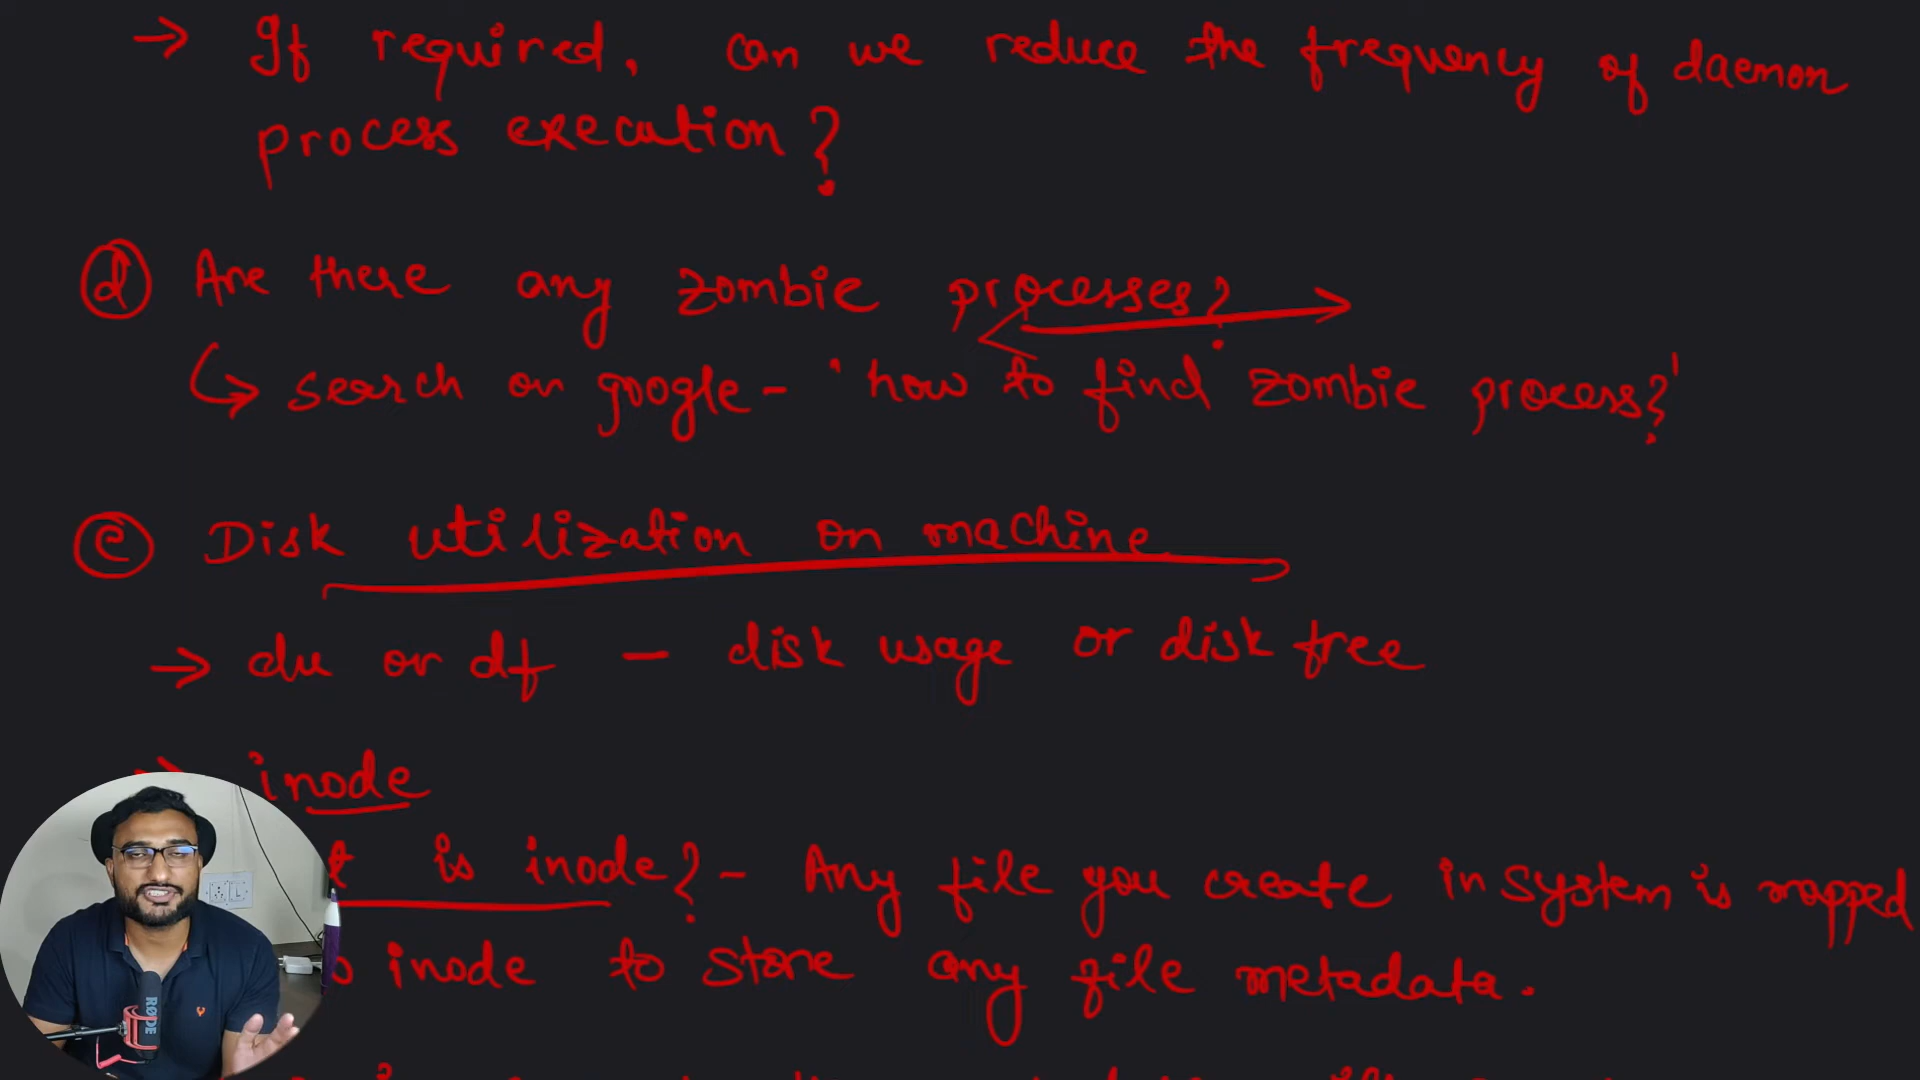 → If required, can we reduce the frequency of daemon
process execution?
d Are there any zombie processes?
↳ search on google - 'how to find zombie process?'
e Disk utilization on machine
→ du or df - disk usage or disk free
→ inode
is inode? - Any file you create in system is mapped
inode to store any file metadata.
RØDE